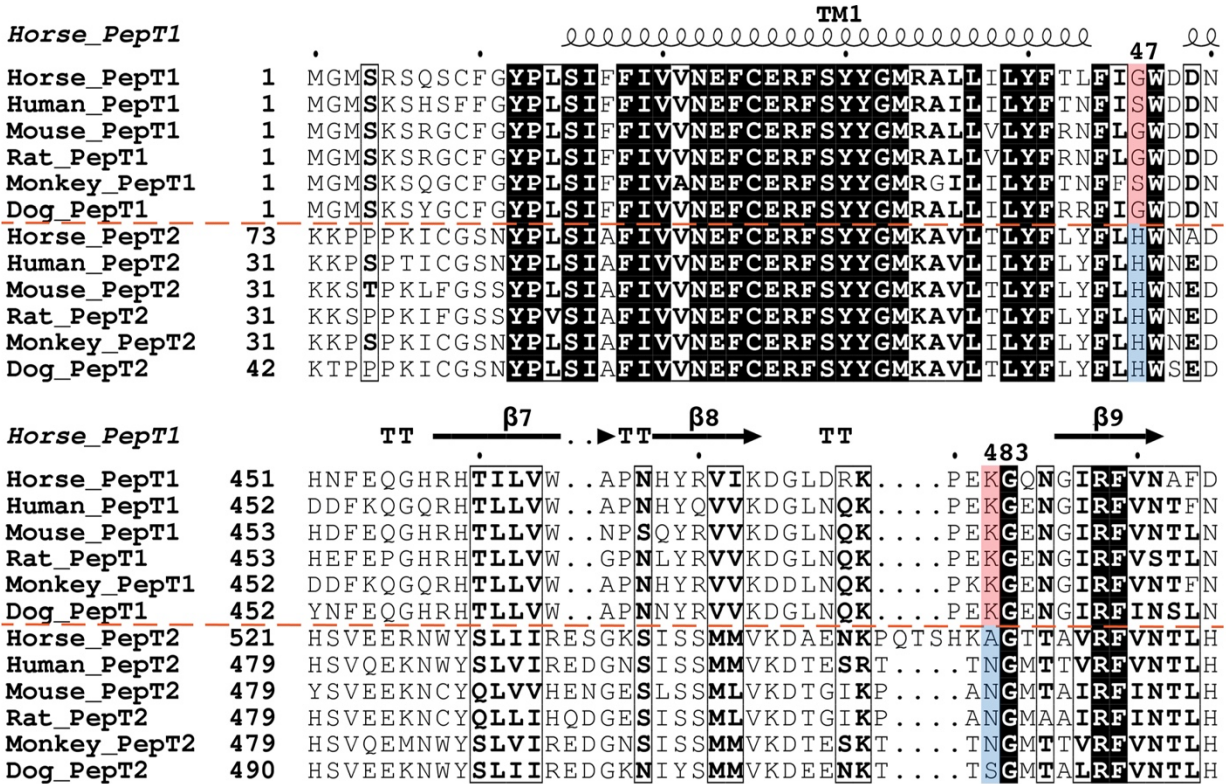 TM1
Horse_PepT1
47
Horse_PepT1 1 MGMSRSQSCFGYPLSIFFIVVNEFCERFSYYGMRALLILYFTLFIGWDDN
Human_PepT1 1 MGMSKSHSFFGYPLSIFFIVVNEFCERFSYYGMRAILILYFTNFISWDDN
Mouse_PepT1 1 MGMSKSRGCFGYPLSIFFIVVNEFCERFSYYGMRALLVLYFRNFLGWDDN
Rat_PepT1 1 MGMSKSRGCFGYPLSIFFIVVNEFCERFSYYGMRALLVLYFRNFLGWDDD
Monkey_PepT1 1 MGMSKSQGCFGYPLSIFFIVANEFCERFSYYGMRGILILYFTNFFSWDDN
Dog_PepT1 1 MGMSKSYGCFGYPLSIFFIVVNEFCERFSYYGMRALLILYFRRFIGWDDN
Horse_PepT2 73 KKPPPKICGSNYPLSIAFIVVNEFCERFSYYGMKAVLTLYFLYFLHWNAD
Human_PepT2 31 KKPSPTICGSNYPLSIAFIVVNEFCERFSYYGMKAVLILYFLYFLHWNED
Mouse_PepT2 31 KKSTPKLFGSSYPLSIAFIVVNEFCERFSYYGMKAVLTLYFLYFLHWNED
Rat_PepT2 31 KKSPPKIFGSSYPVSIAFIVVNEFCERFSYYGMKAVLTLYFLYFLHWNED
Monkey_PepT2 31 KKPSPKICGSNYPLSIAFIVVNEFCERFSYYGMKAVLILYFLYFLHWNED
Dog_PepT2 42 KTPPPKICGSNYPLSIAFIVVNEFCERFSYYGMKAVLTLYFLYFLHWSED
Horse_PepT1 TT β7 .. TT β8 TT β9
483
Horse_PepT1 451 HNFEQGHRHTILVW..APNHYRVIKDGLDRK....PEKGQNGIRFVNAFD
Human_PepT1 452 DDFKQGQRHTLLVW..APNHYQVVKDGLNQK....PEKGENGIRFVNTFN
Mouse_PepT1 453 HDFEQGHRHTLLVW..NPSQYRVVKDGLNQK....PEKGENGIRFVNTLN
Rat_PepT1 453 HEFEPGHRHTLLVW..GPNLYRVVKDGLNQK....PEKGENGIRFVSTLN
Monkey_PepT1 452 DDFKQGQRHTLLVW..APNHYRVVKDGLNQK....PKKGENGIRFVNTFN
Dog_PepT1 452 YNFEQGHRHTLLVW..APNNYRVVKDGLNQK....PEKGENGIRFINSLN
Horse_PepT2 521 HSVEERNWYSLIIRESGKSISSMMVKDAENKPQTSHKAGTTAVRFVNTLH
Human_PepT2 479 HSVQEKNWYSLVIREDGNSISSMMVKDTESRT....TNGMTTVRFVNTLH
Mouse_PepT2 479 YSVEEKNCYQLVVHENGESLSSMLVKDTGIKP....ANGMTAIRFINTLH
Rat_PepT2 479 HSVEEKNCYQLLIHQDGESISSMLVKDTGIKP....ANGMAAIRFINTLH
Monkey_PepT2 479 HSVQEMNWYSLVIREDGNSISSMMVKDTESKT....TNGMTTVRFVNTLH
Dog_PepT2 490 HSVEEKNWYSLIIREDGKNISSMMVKDEENKT....TSGMTAVRFVNTLH